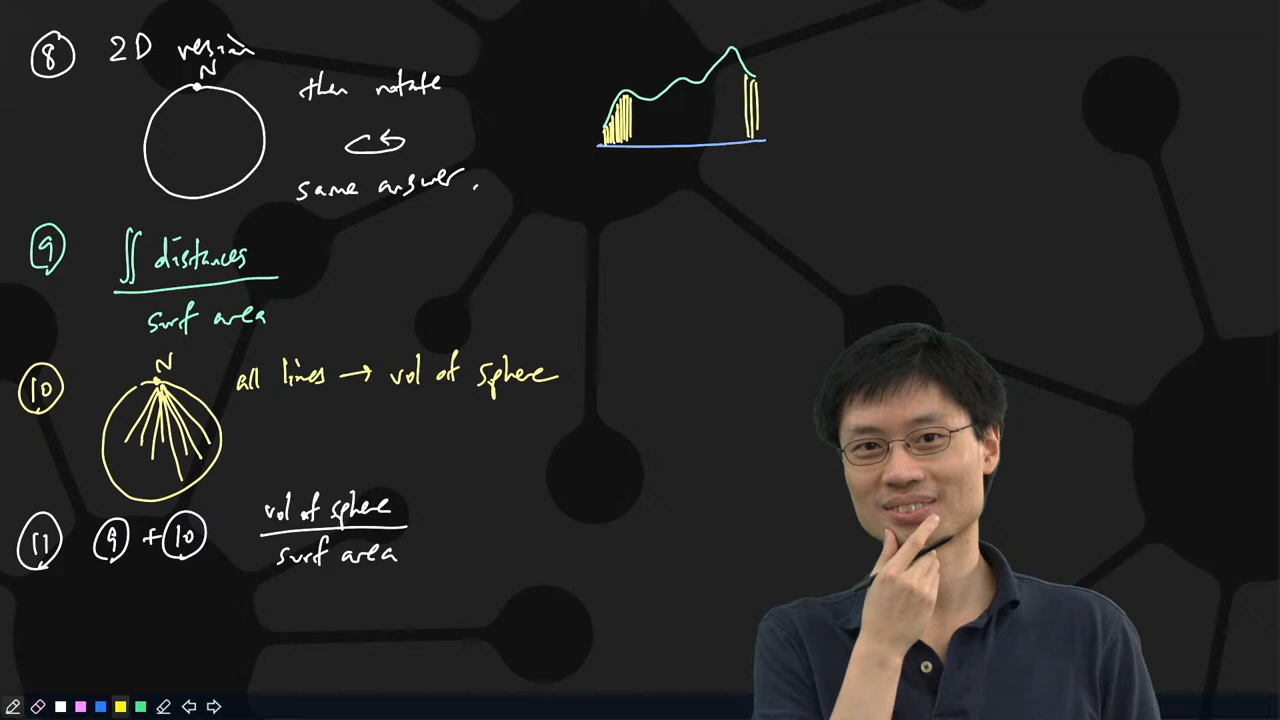 8 2D version
N
then rotate
same answer.
9 ∬ distances
surf area
10 N all lines → vol of sphere
11 9 + 10 vol of sphere
surf area